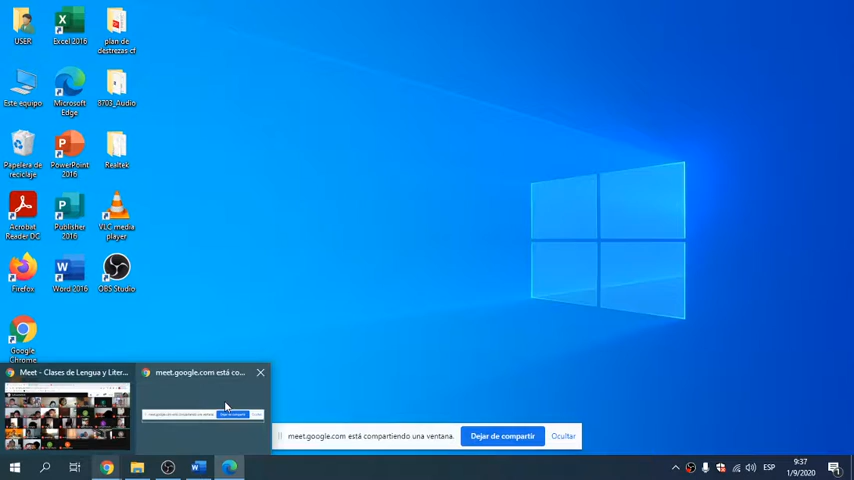 USER
Excel 2016
plan de
destrezas-cf
Este equipo
Microsoft
Edge
8703_Audio
Papelera de
reciclaje
PowerPoint
2016
Realtek
Acrobat
Reader DC
Publisher
2016
VLC media
player
Firefox
Word 2016
OBS Studio
Google
Chrome
Meet - Clases de Lengua y Liter...
meet.google.com está co...
meet.google.com está compartiendo una ventana.
Dejar de compartir
Ocultar
ESP
9:37
1/9/2020
1